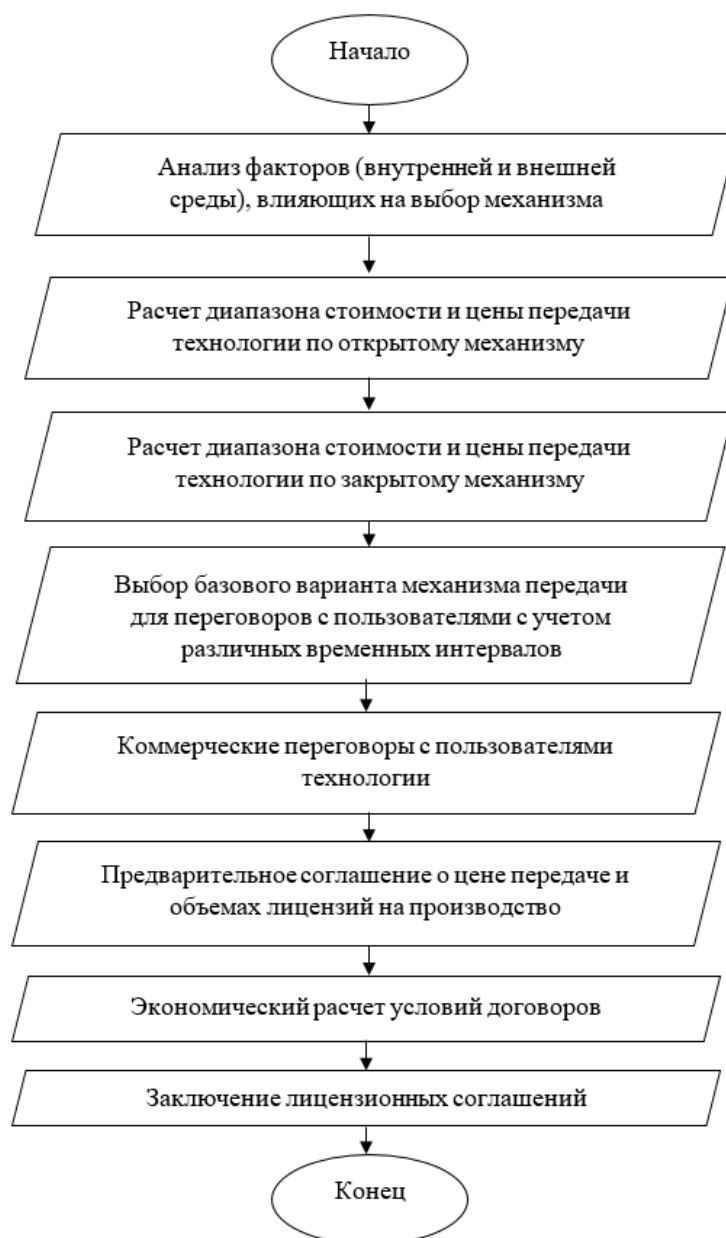 Начало
Анализ факторов (внутренней и внешней
среды), влияющих на выбор механизма
Расчет диапазона стоимости и цены передачи
технологии по открытому механизму
Расчет диапазона стоимости и цены передачи
технологии по закрытому механизму
Выбор базового варианта механизма передачи
для переговоров с пользователями с учетом
различных временных интервалов
Коммерческие переговоры с пользователями
технологии
Предварительное соглашение о цене передаче и
объемах лицензий на производство
Экономический расчет условий договоров
Заключение лицензионных соглашений
Конец